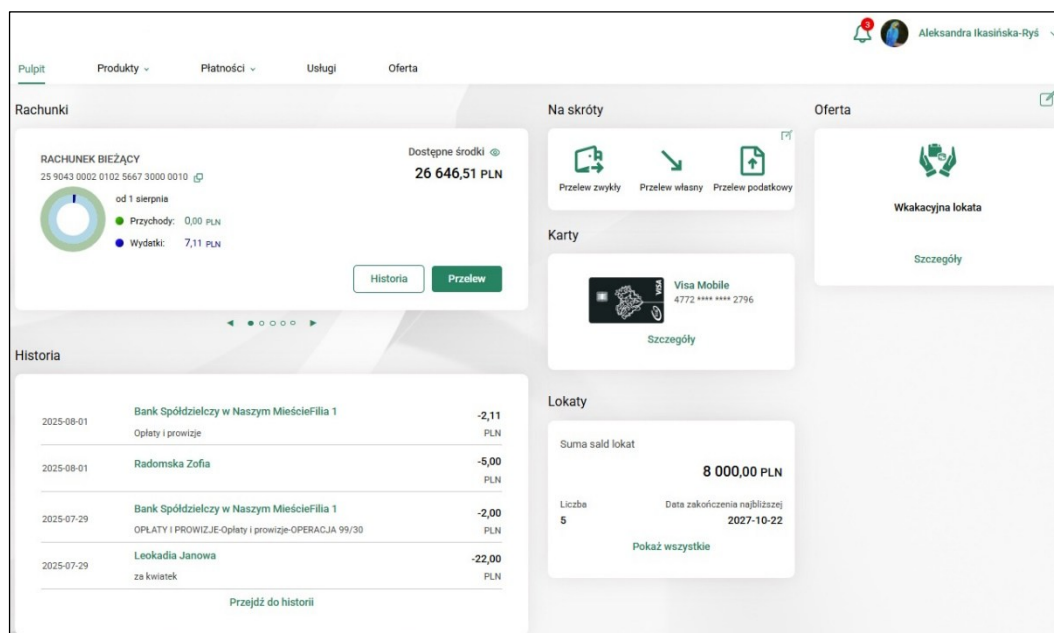 3
Aleksandra Ikasińska-Ryś
Pulpit Produkty Płatności Usługi Oferta
Rachunki
RACHUNEK BIEŻĄCY
25 9043 0002 0102 5667 3000 0010
Dostępne środki
26 646,51 PLN
od 1 sierpnia
Przychody: 0,00 PLN
Wydatki: 7,11 PLN
Historia Przelew
Historia
2025-08-01 Bank Spółdzielczy w Naszym MieścieFilia 1 -2,11
Opłaty i prowizje PLN
2025-08-01 Radomska Zofia -5,00
PLN
2025-07-29 Bank Spółdzielczy w Naszym MieścieFilia 1 -2,00
OPŁATY I PROWIZJE-Opłaty i prowizje-OPERACJA 99/30 PLN
2025-07-29 Leokadia Janowa -22,00
za kwiatek PLN
Przejdź do historii
Na skróty
Przelew zwykły Przelew własny Przelew podatkowy
Karty
VISA
Visa Mobile
4772 **** **** 2796
Szczegóły
Lokaty
Suma sald lokat
8 000,00 PLN
Liczba Data zakończenia najbliższej
5 2027-10-22
Pokaż wszystkie
Oferta
Wkakacyjna lokata
Szczegóły